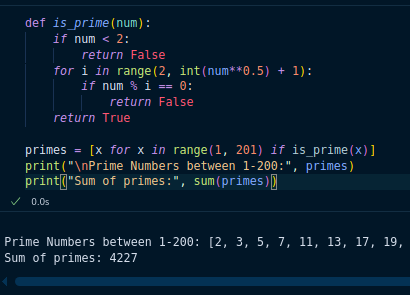 def is_prime(num):
    if num < 2:
        return False
    for i in range(2, int(num**0.5) + 1):
        if num % i == 0:
            return False
    return True

primes = [x for x in range(1, 201) if is_prime(x)]
print("\nPrime Numbers between 1-200:", primes)
print("Sum of primes:", sum(primes))
0.0s
Prime Numbers between 1-200: [2, 3, 5, 7, 11, 13, 17, 19,
Sum of primes: 4227